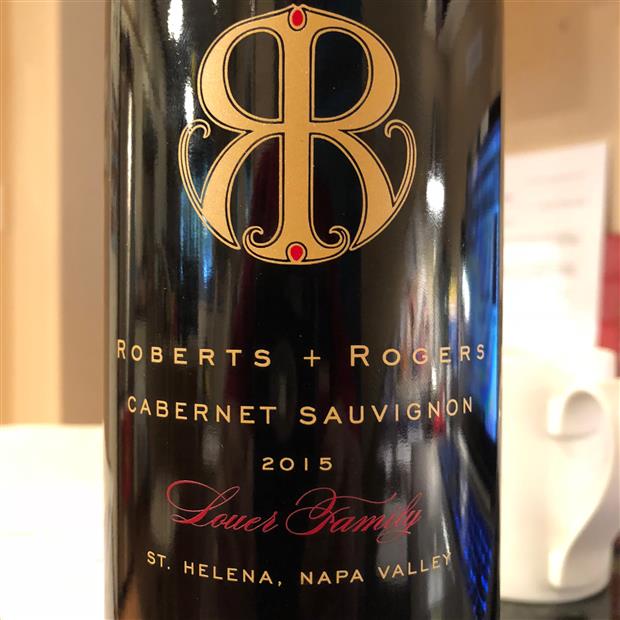 RR
ROBERTS + ROGERS
CABERNET SAUVIGNON
2015
Louer Family
ST. HELENA, NAPA VALLEY